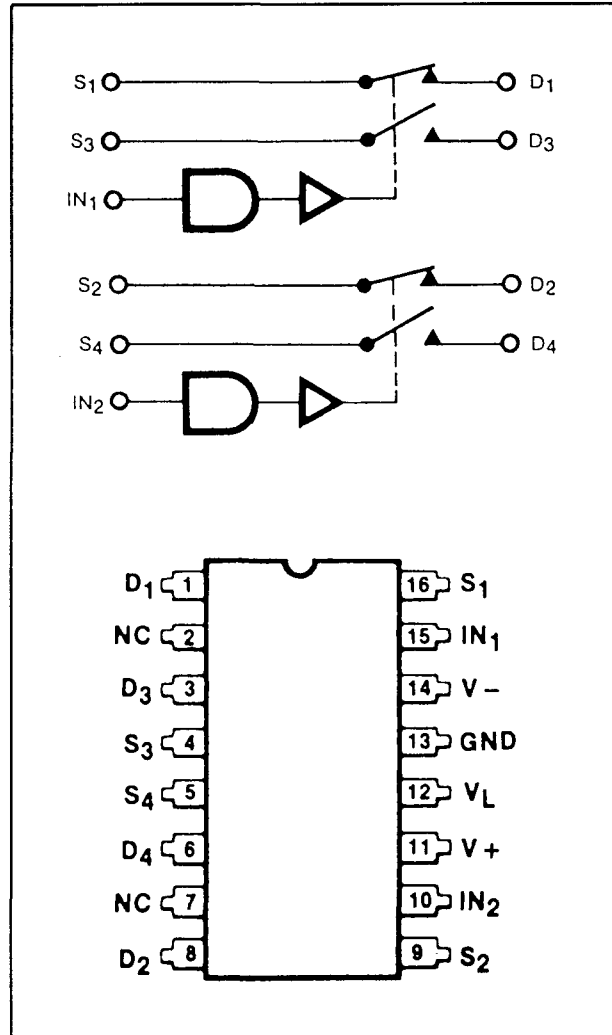 S1 D1
S3 D3
IN1
S2 D2
S4 D4
IN2
D1 1 16 S1
NC 2 15 IN1
D3 3 14 V-
S3 4 13 GND
S4 5 12 VL
D4 6 11 V+
NC 7 10 IN2
D2 8 9 S2